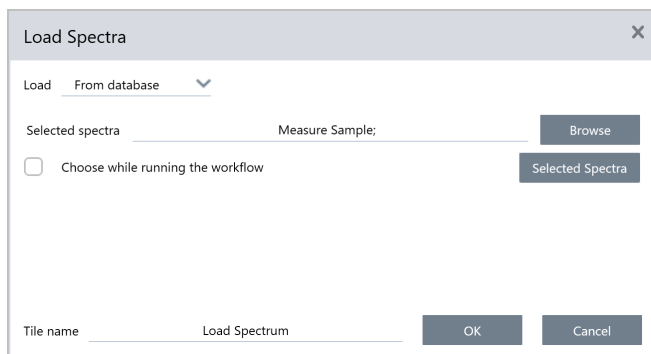 Load Spectra
Load From database
Selected spectra Measure Sample; Browse
Choose while running the workflow Selected Spectra
Tile name Load Spectrum OK Cancel